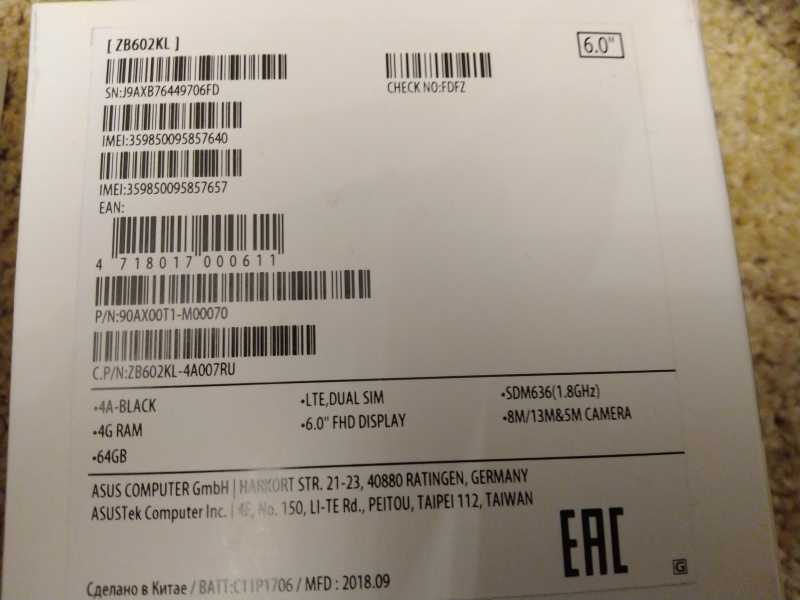 [ ZB602KL ]
6.0"
SN:J9AXB76449706FD
CHECK NO:FDFZ
IMEI:359850095857640
IMEI:359850095857657
EAN:
4 718017 000611
P/N:90AX00T1-M00070
C.P/N:ZB602KL-4A007RU
•4A-BLACK
•LTE,DUAL SIM
•SDM636(1.8GHz)
•4G RAM
•6.0" FHD DISPLAY
•8M/13M&5M CAMERA
•64GB
ASUS COMPUTER GmbH | HARKORT STR. 21-23, 40880 RATINGEN, GERMANY
ASUSTek Computer Inc. | 4F, No. 150, LI-TE Rd., PEITOU, TAIPEI 112, TAIWAN
EAC
G
Сделано в Китае / BATT:C11P1706 / MFD : 2018.09